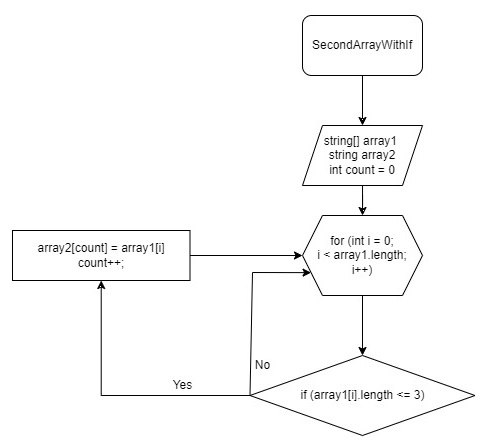 SecondArrayWithIf
string[] array1
string array2
int count = 0
for (int i = 0;
i < array1.length;
i++)
array2[count] = array1[i]
count++;
No
Yes
if (array1[i].length <= 3)